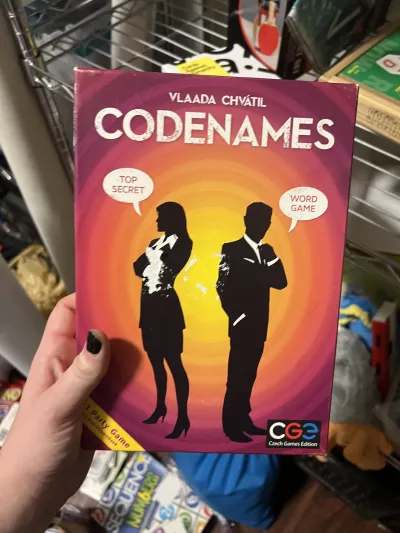 VLAADA CHVÁTIL
CODENAMES
TOP
SECRET
WORD
GAME
Party Game
CGE
Czech Games Edition
SEQUENCE
NUMBERS